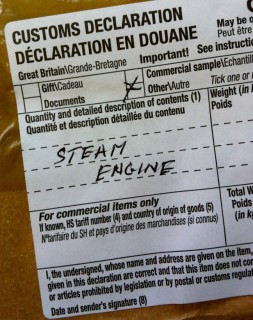 CUSTOMS DECLARATION
DÉCLARATION EN DOUANE
May be o
Peut être
Great Britain\Grande-Bretagne
Important!
See instructio
Gift\Cadeau
Commercial sample\Echantill
Documents
Other\Autre
Tick one or
Quantity and detailed description of contents (1)
Quantité et description détaillée du contenu
Weight (in
Poids
STEAM
ENGINE
For commercial items only
If known, HS tariff number (4) and country of origin of goods (5)
N°tarifaire du SH et pays d'origine des marchandises (si connus)
Total W
Poids
(in k
I, the undersigned, whose name and address are given on the item,
given in this declaration are correct and that this item does not con
or articles prohibited by legislation or by postal or customs regulat
Date and sender's signature (8)